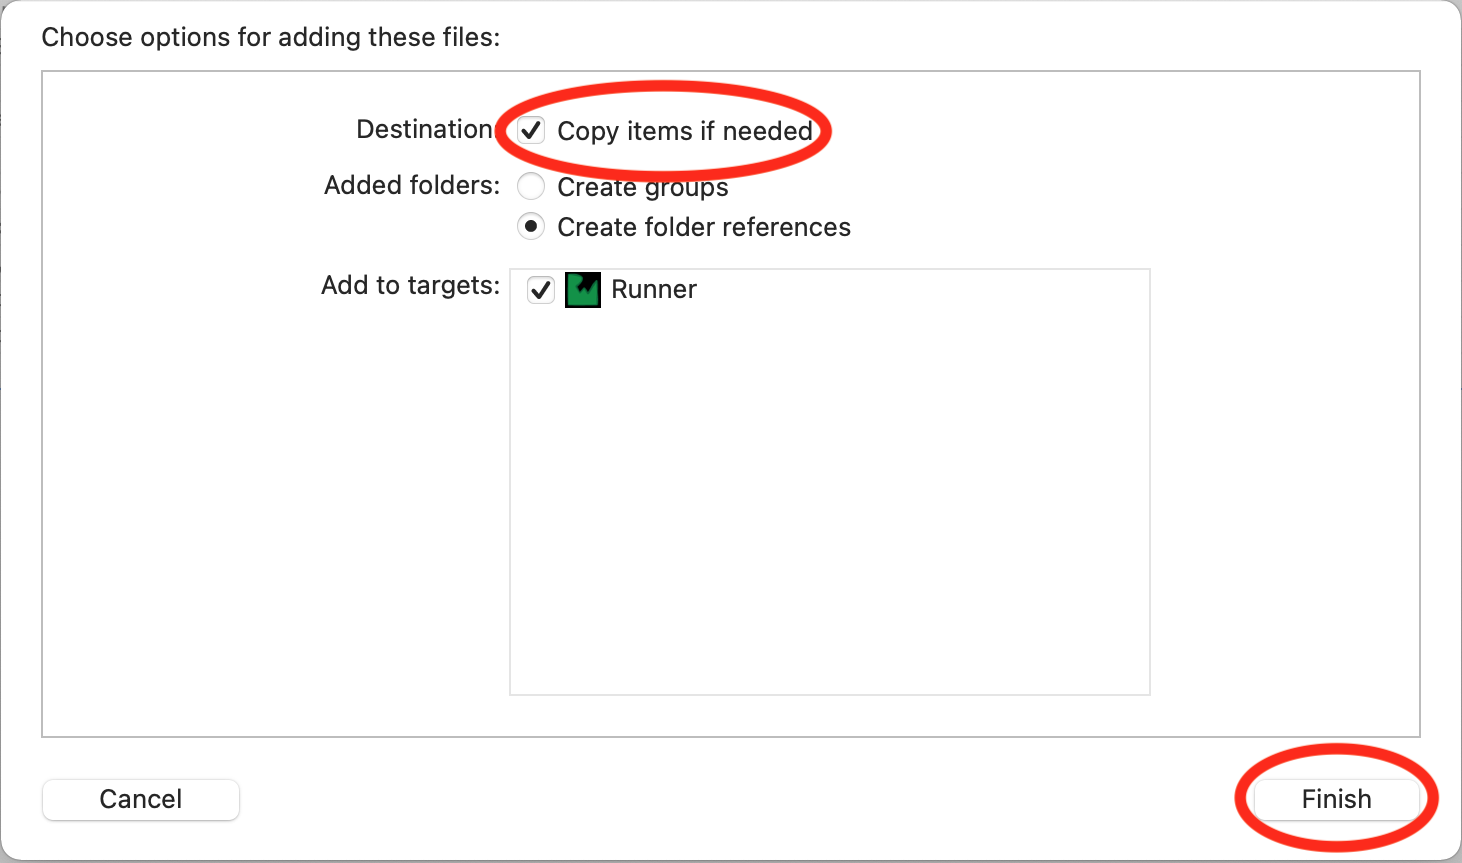 Choose options for adding these files:
Destination: Copy items if needed
Added folders: Create groups
Create folder references
Add to targets: Runner
Cancel Finish